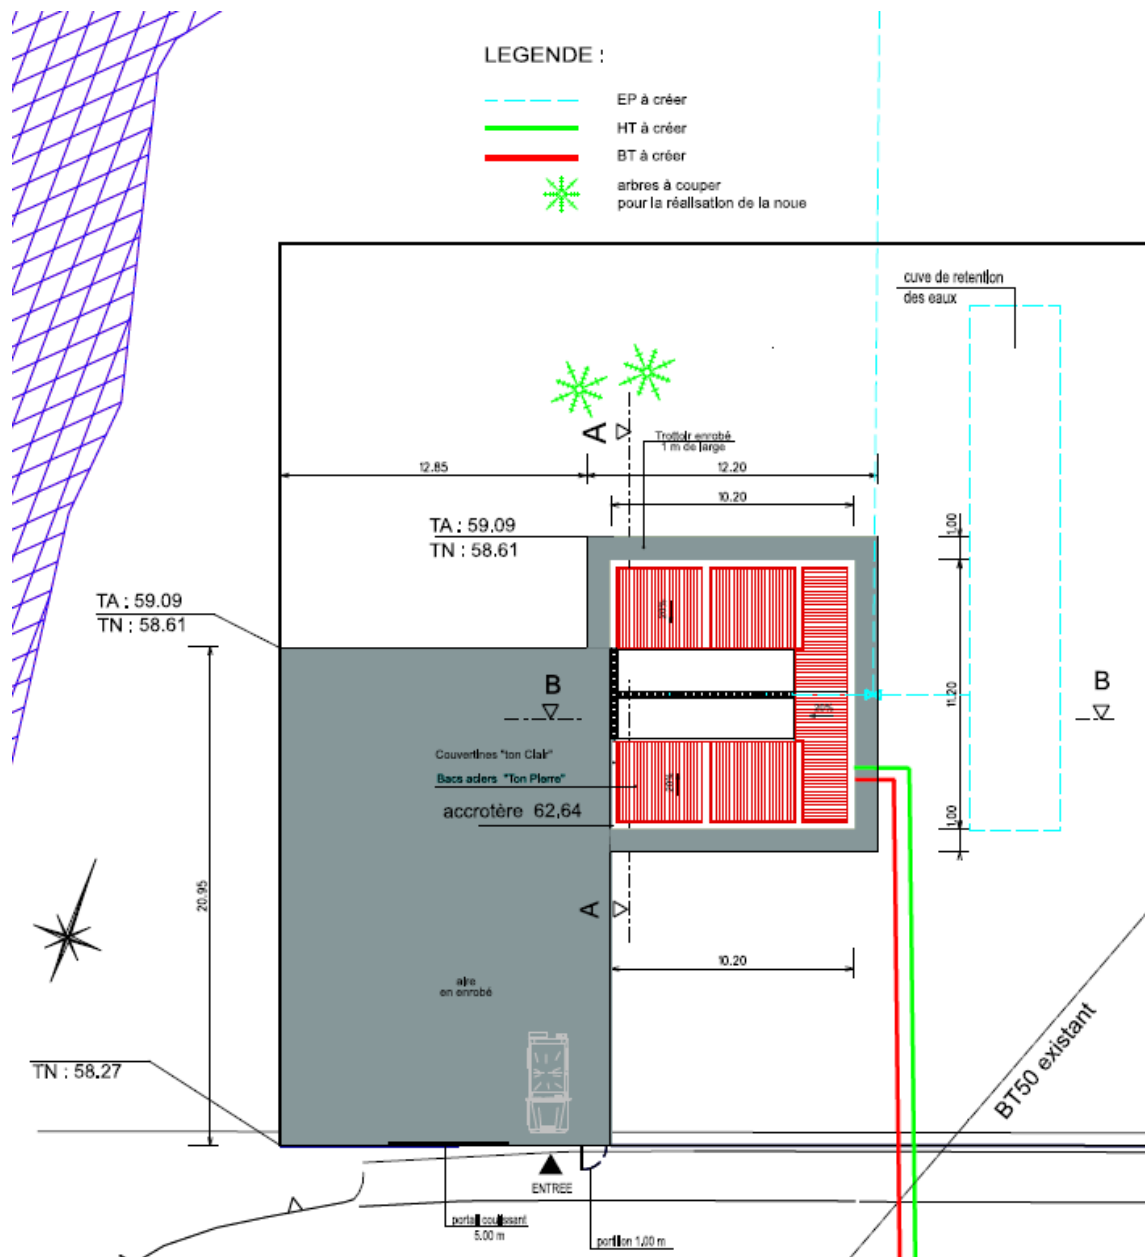 LEGENDE :
EP à créer
HT à créer
BT à créer
arbres à couper
pour la réalisation de la noue
cuve de retention
des eaux
A
Trottoir enrobé
1 m de large
12.85
12.20
10.20
1.00
TA : 59.09
TN : 58.61
TA : 59.09
TN : 58.61
20%
11.20
B
B
20%
Couvertines "ton Clair"
Bacs aciers "Ton Pierre"
20%
accrotère 62,64
1.00
20.95
A
10.20
aire
en enrobé
BT50 existant
TN : 58.27
ENTREE
portail coulissant
5.00 m
portillon 1,00 m